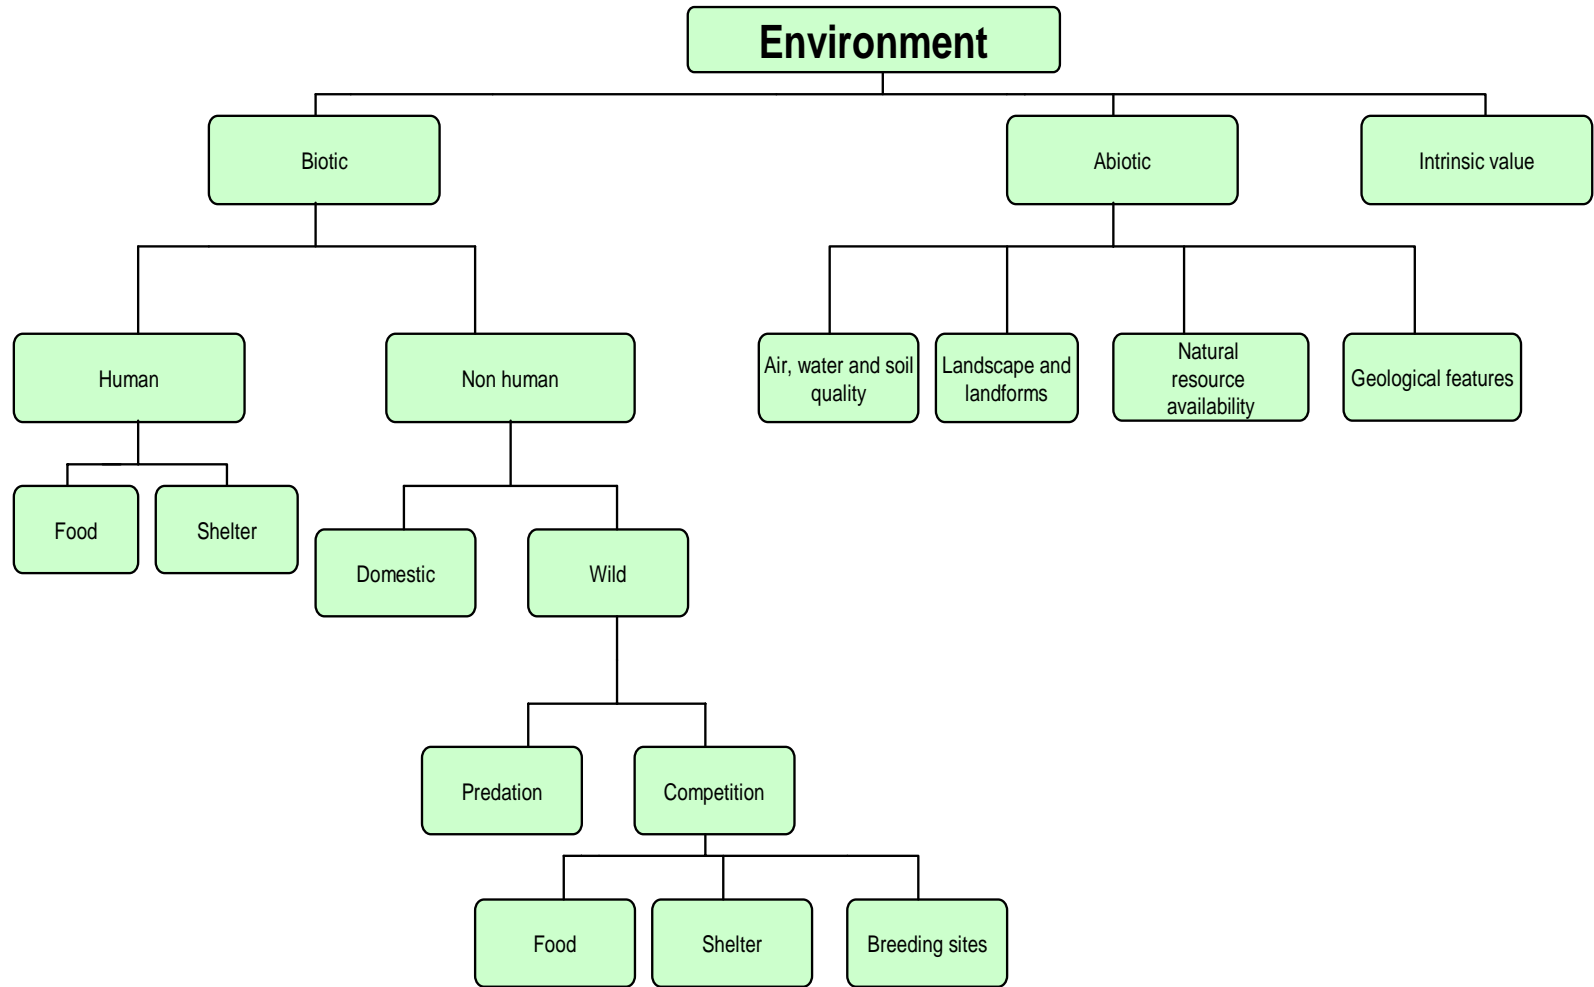 Environment
Biotic
Abiotic
Intrinsic value
Human
Non human
Air, water and soil
quality
Landscape and
landforms
Natural
resource
availability
Geological features
Food
Shelter
Domestic
Wild
Predation
Competition
Food
Shelter
Breeding sites